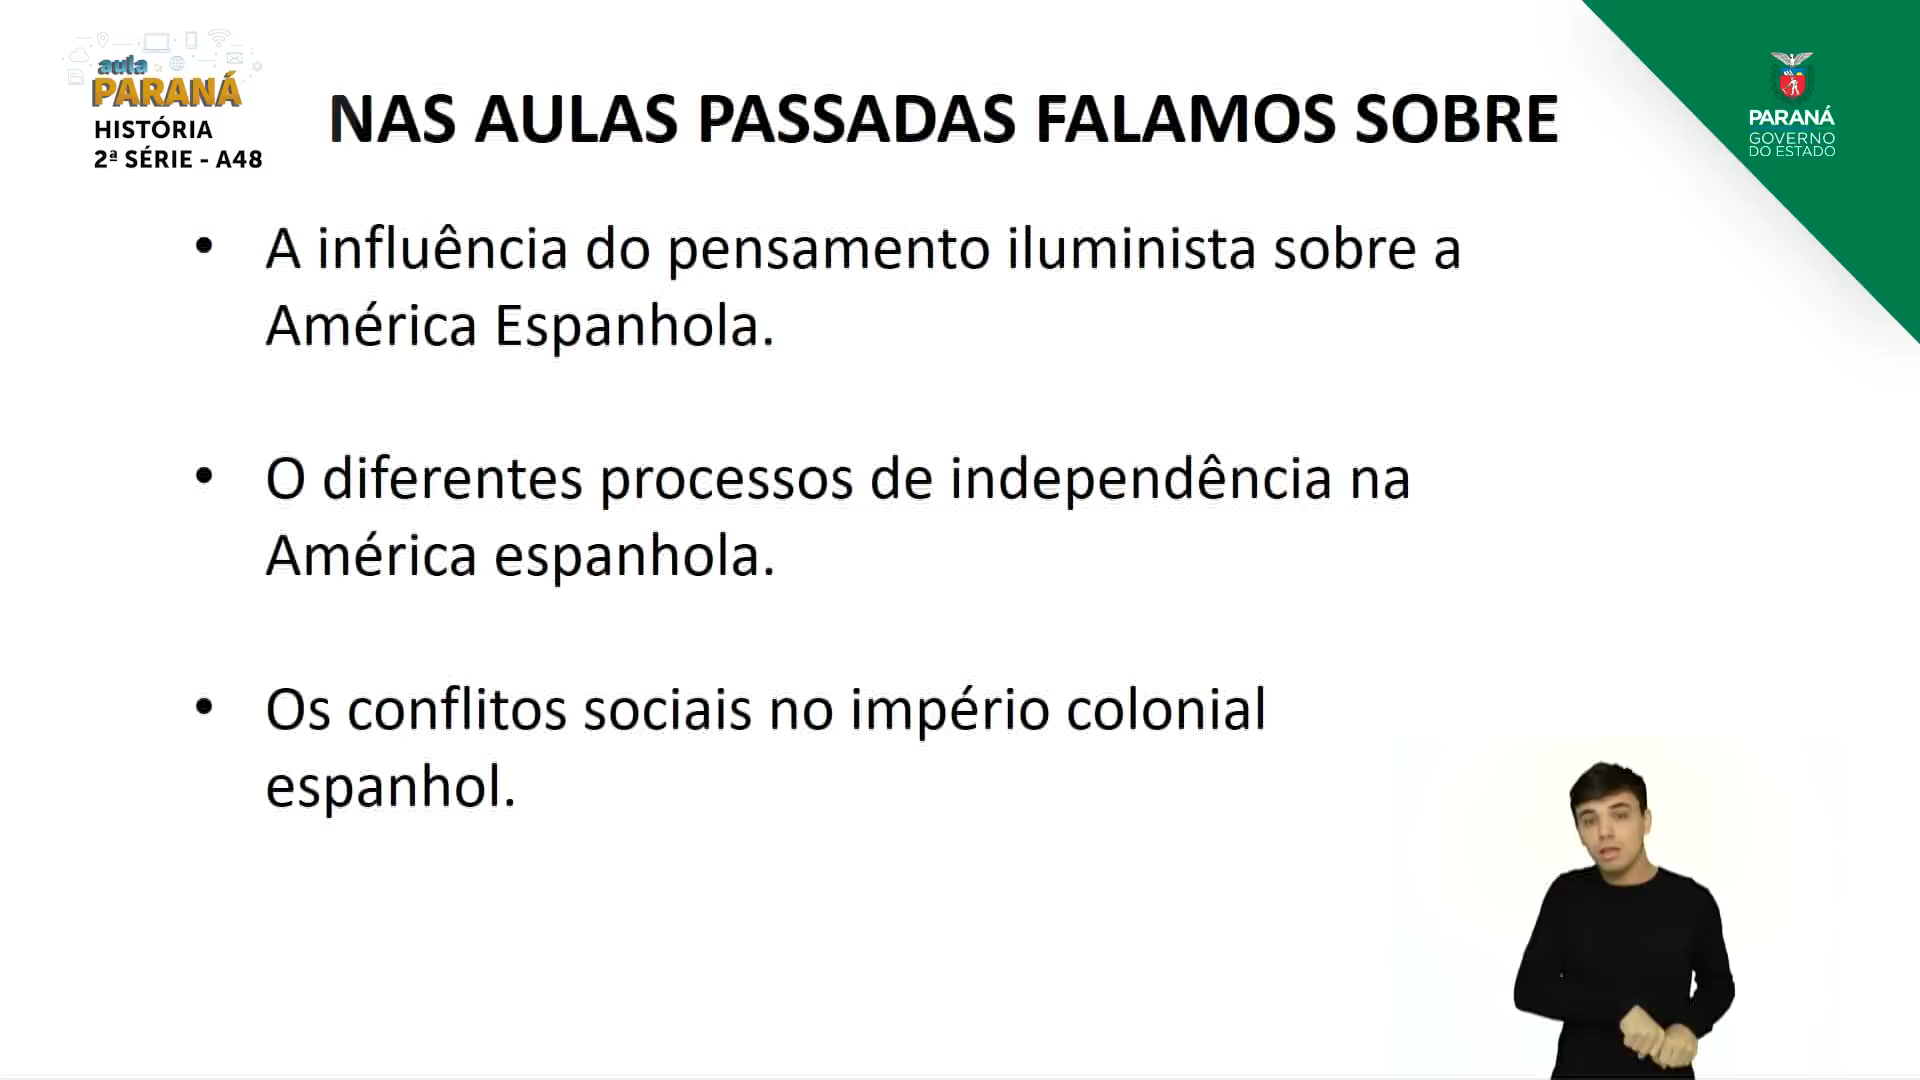 aula
PARANÁ
HISTÓRIA
2ª SÉRIE - A48
NAS AULAS PASSADAS FALAMOS SOBRE
PARANÁ
GOVERNO
DO ESTADO
• A influência do pensamento iluminista sobre a
América Espanhola.
• O diferentes processos de independência na
América espanhola.
• Os conflitos sociais no império colonial
espanhol.